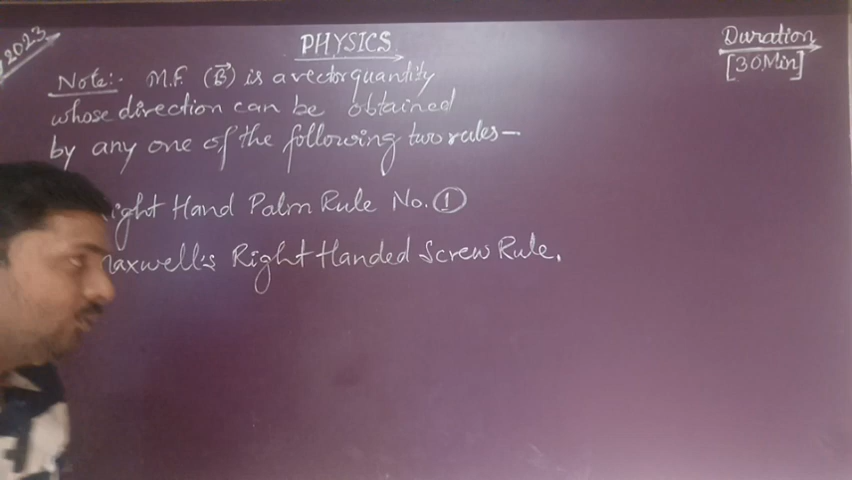 2023
PHYSICS
Duration
[30Min]
Note:- M.F. (B⃗) is a vector quantity
whose direction can be obtained
by any one of the following two rules—
ight Hand Palm Rule No. ①
axwell's Right Handed Screw Rule.